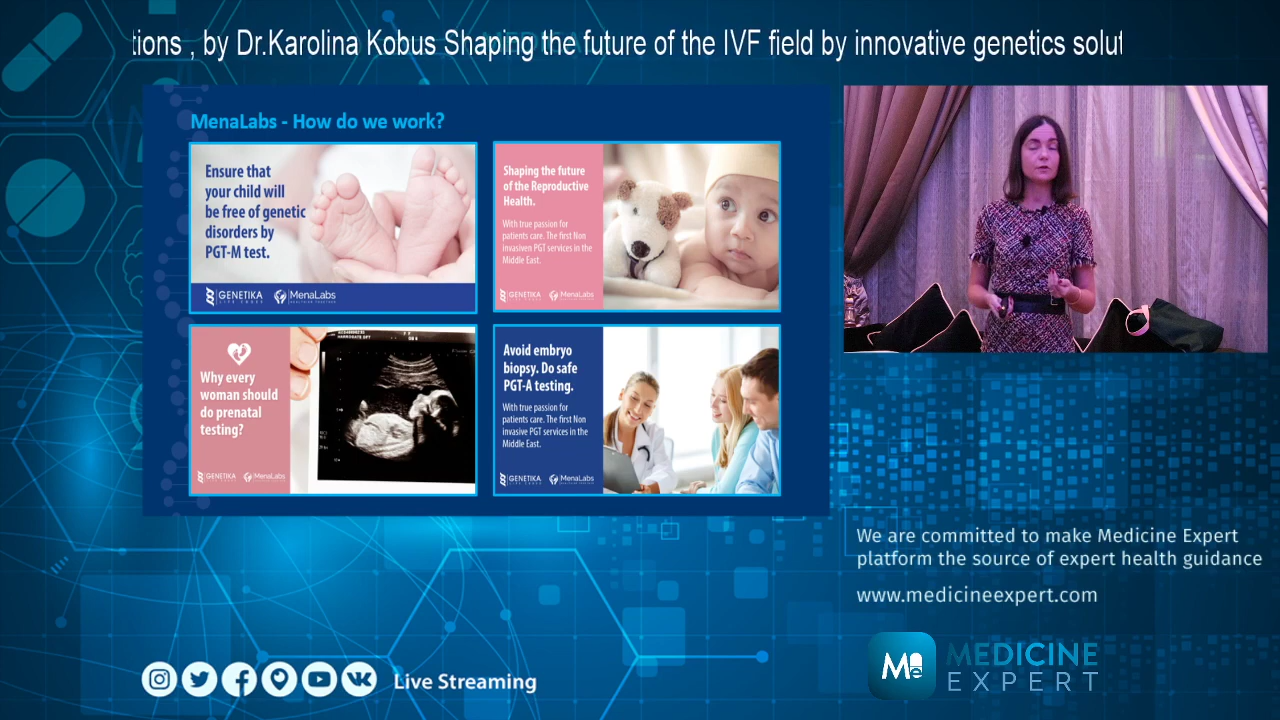 tions , by Dr.Karolina Kobus Shaping the future of the IVF field by innovative genetics solut
MenaLabs - How do we work?
Ensure that
your child will
be free of genetic
disorders by
PGT-M test.
GENETIKA
MenaLabs
Shaping the future
of the Reproductive
Health.
With true passion for
patients care. The first Non
Invasiven PGT services in the
Middle East.
GENETIKA
MenaLabs
Why every
woman should
do prenatal
testing?
GENETIKA
MenaLabs
Avoid embryo
biopsy. Do safe
PGT-A testing.
With true passion for
patients care. The first Non
invasive PGT services in the
Middle East.
GENETIKA
MenaLabs
We are committed to make Medicine Expert
platform the source of expert health guidance
www.medicineexpert.com
Live Streaming
Me
MEDICINE
EXPERT